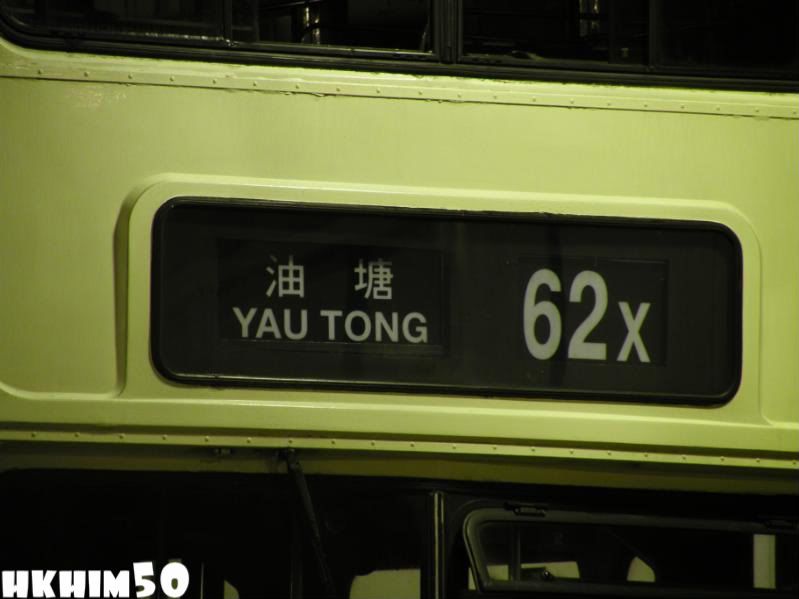 油塘
YAU TONG
62X
HKHIM50